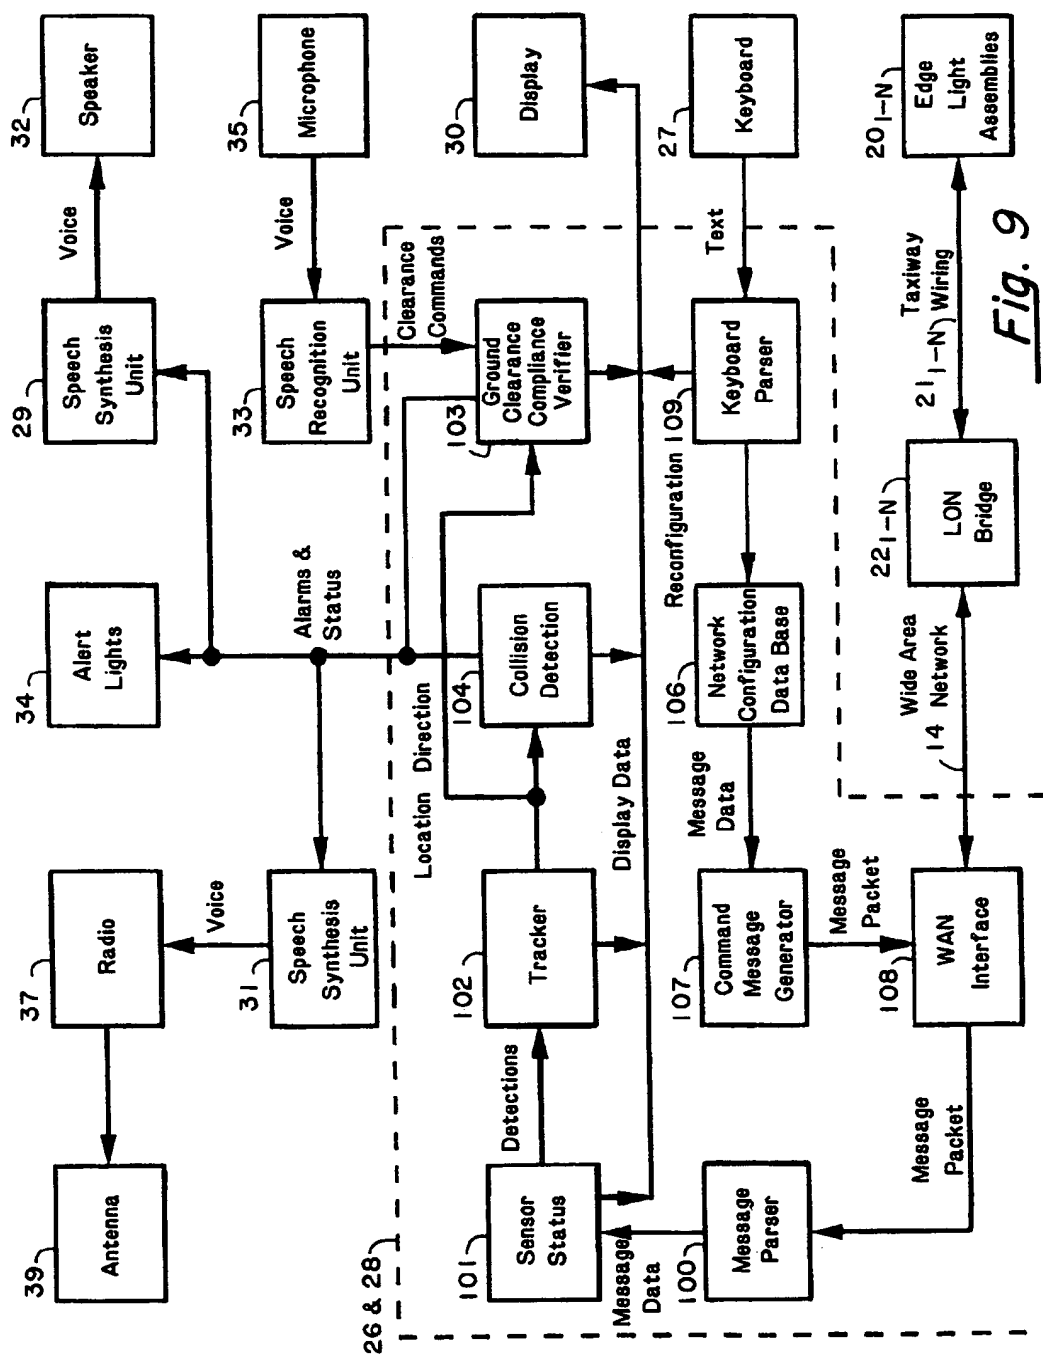 39
Antenna
37
Radio
34
Alert
Lights
29
Speech
Synthesis
Unit
Voice
32
Speaker
Voice
31
Speech
Synthesis
Unit
Alarms &
Status
33
Speech
Recognition
Unit
Voice
35
Microphone
26 & 28
Location Direction
Clearance
Commands
101
Sensor
Status
Detections
102
Tracker
104
Collision
Detection
103
Ground
Clearance
Compliance
Verifier
30
Display
Message
Data
Display Data
Reconfiguration
109
Text
27
Keyboard
100
Message
Parser
107
Command
Message
Generator
Message
Data
106
Network
Configuration
Data Base
Keyboard
Parser
Message
Packet
Message
Packet
108
WAN
Interface
Wide Area
14 Network
22 1-N
LON
Bridge
Taxiway
21 1-N Wiring
20 1-N
Edge
Light
Assemblies
Fig. 9